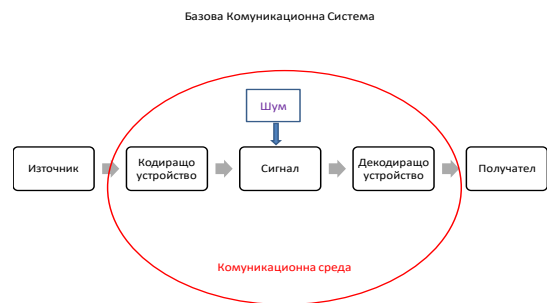 Базова Комуникационна Система
Шум
Източник
Кодиращо
устройство
Сигнал
Декодиращо
устройство
Получател
Комуникационна среда